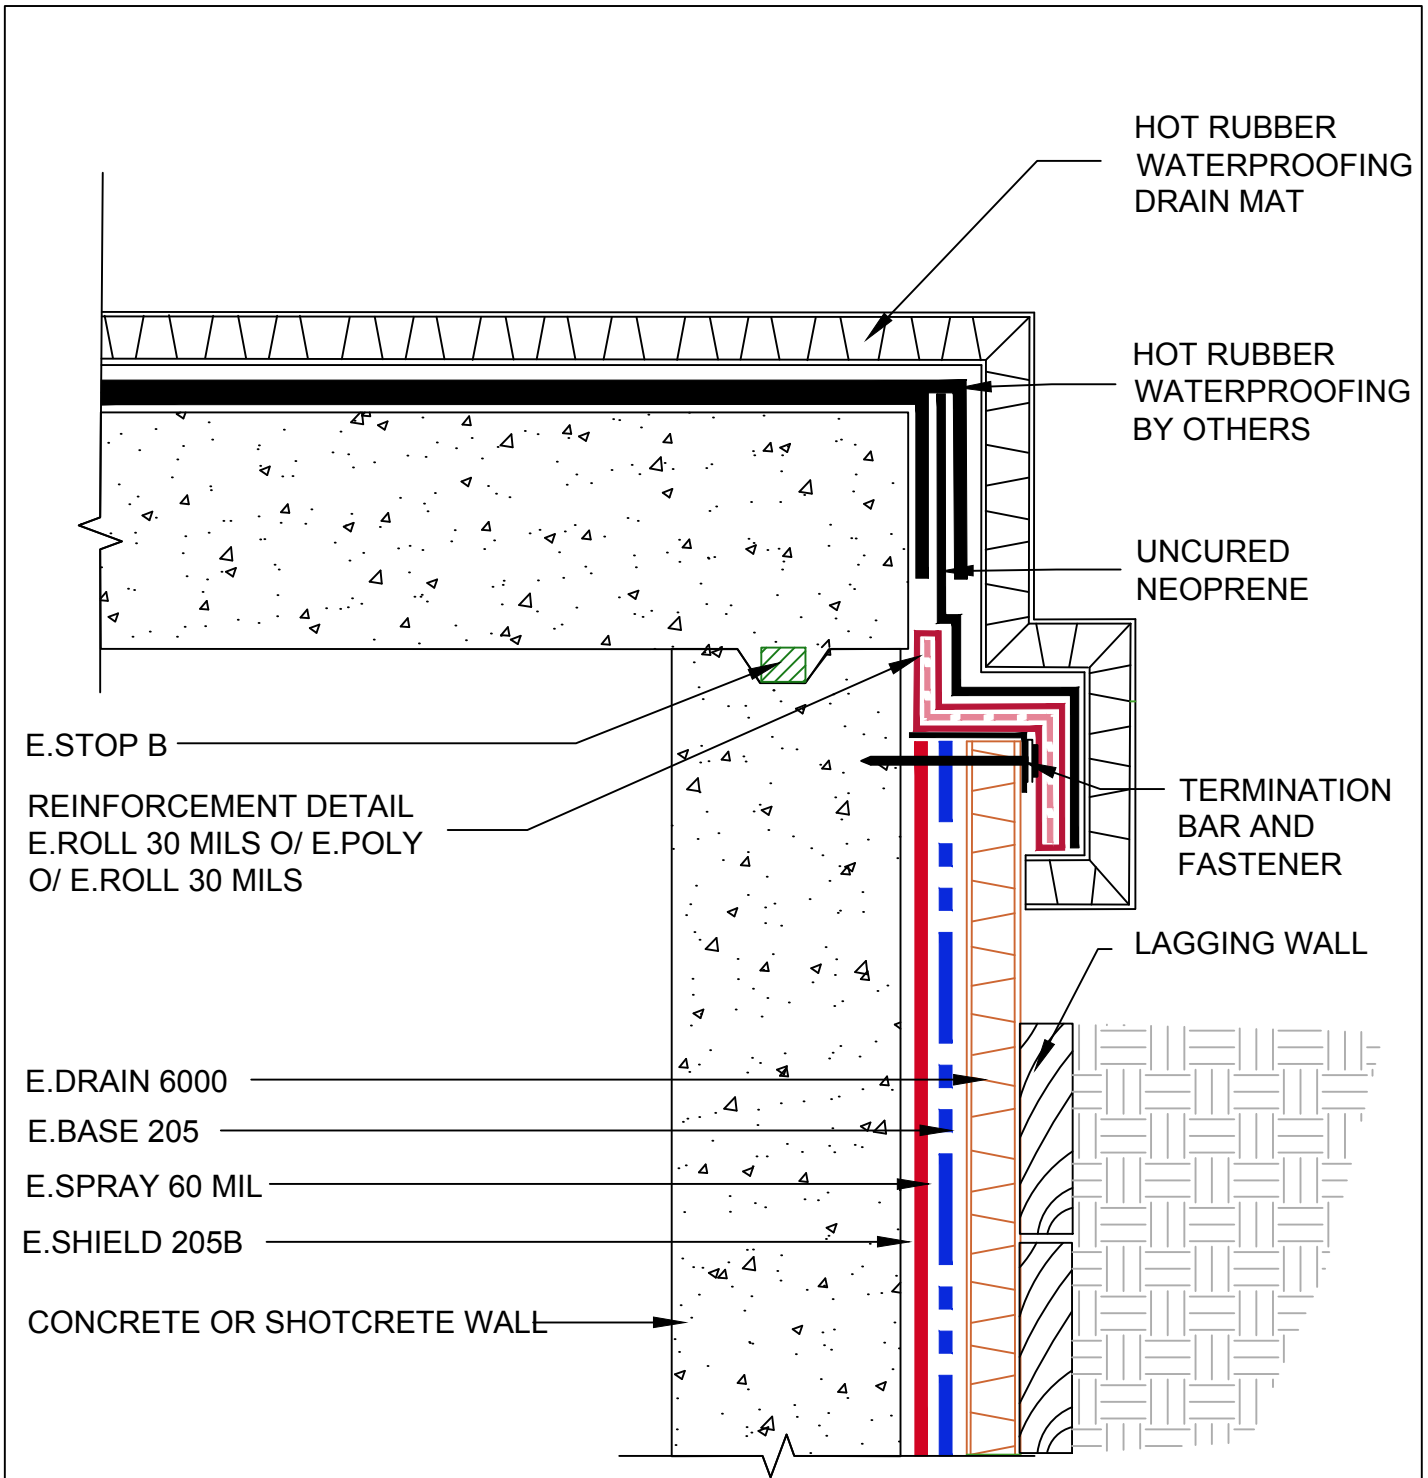 HOT RUBBER
WATERPROOFING
DRAIN MAT
HOT RUBBER
WATERPROOFING
BY OTHERS
UNCURED
NEOPRENE
E.STOP B
REINFORCEMENT DETAIL
E.ROLL 30 MILS O/ E.POLY
O/ E.ROLL 30 MILS
TERMINATION
BAR AND
FASTENER
LAGGING WALL
E.DRAIN 6000
E.BASE 205
E.SPRAY 60 MIL
E.SHIELD 205B
CONCRETE OR SHOTCRETE WALL